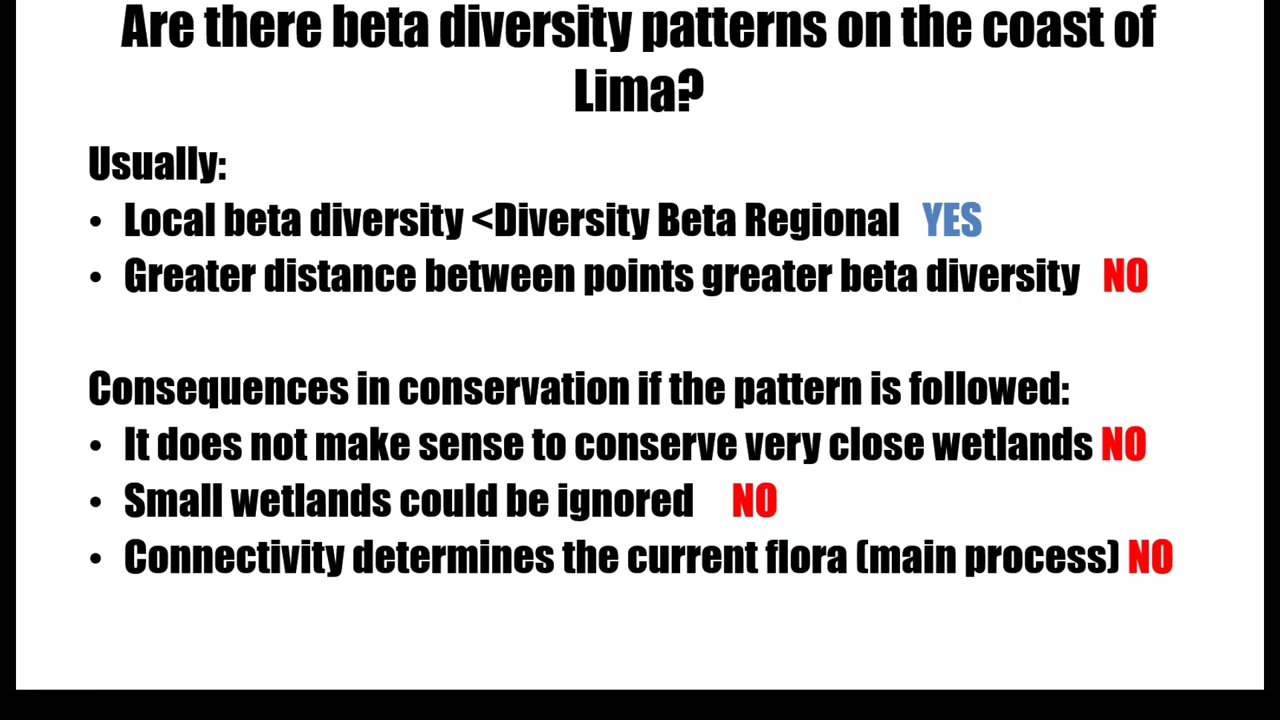 Are there beta diversity patterns on the coast of
Lima?
Usually:
• Local beta diversity <Diversity Beta Regional YES
• Greater distance between points greater beta diversity NO
Consequences in conservation if the pattern is followed:
• It does not make sense to conserve very close wetlands NO
• Small wetlands could be ignored NO
• Connectivity determines the current flora (main process) NO